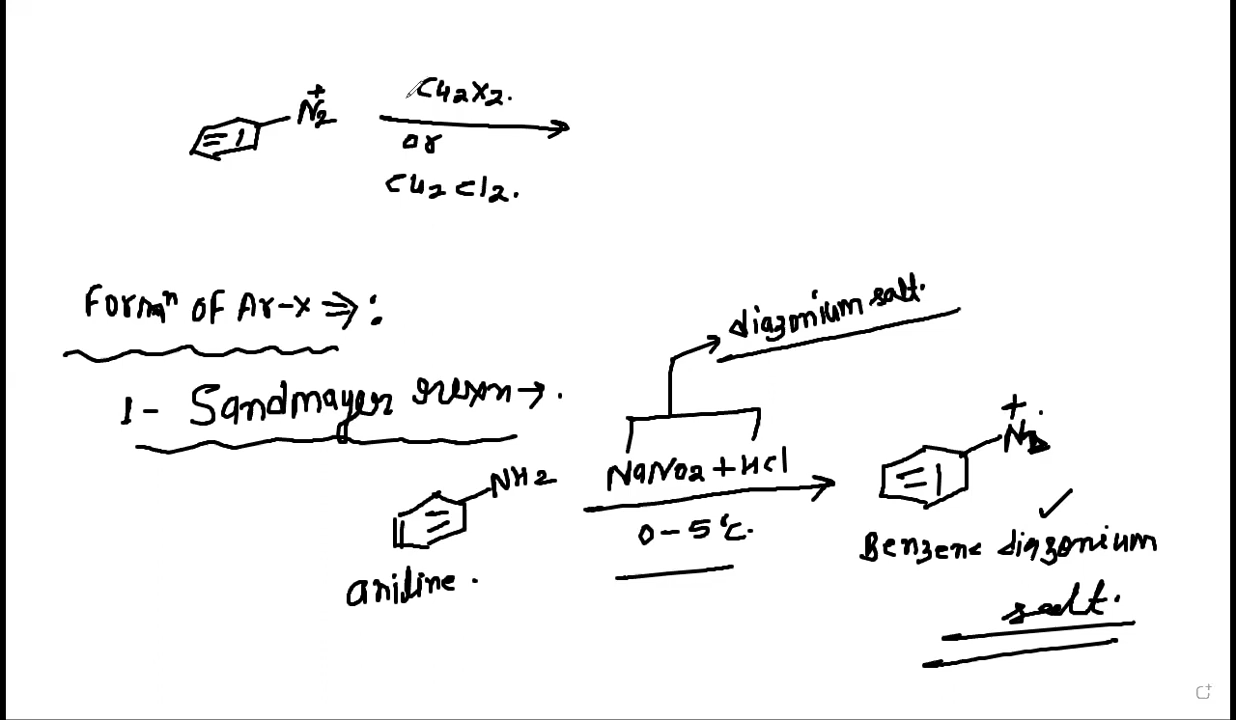 N2+ Cu2X2.
or
Cu2Cl2.
Formⁿ OF Ar-X ⇒:
diazonium salt.
1- Sandmayer rexn →.
NH2 NaNO2 + HCl N2+
0-5°C.
aniline. Benzene diazonium
salt.